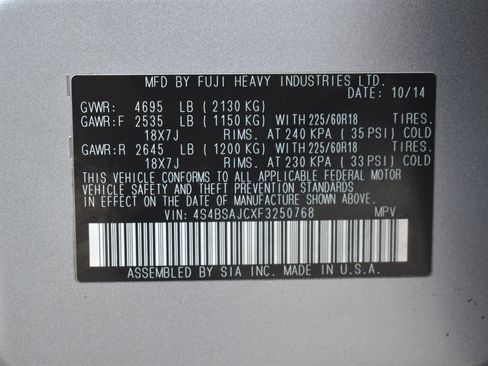 MFD BY FUJI HEAVY INDUSTRIES LTD.
DATE: 10/14
GVWR: 4695 LB ( 2130 KG)
GAWR:F 2535 LB ( 1150 KG) WITH 225/60R18 TIRES.
18X7J RIMS. AT 240 KPA ( 35 PSI) COLD
GAWR:R 2645 LB ( 1200 KG) WITH 225/60R18 TIRES.
18X7J RIMS. AT 230 KPA ( 33 PSI) COLD
THIS VEHICLE CONFORMS TO ALL APPLICABLE FEDERAL MOTOR
VEHICLE SAFETY AND THEFT PREVENTION STANDARDS
IN EFFECT ON THE DATE OF MANUFACTURE SHOWN ABOVE.
VIN: 4S4BSAJCXF3250768 MPV
ASSEMBLED BY SIA INC. MADE IN U.S.A.